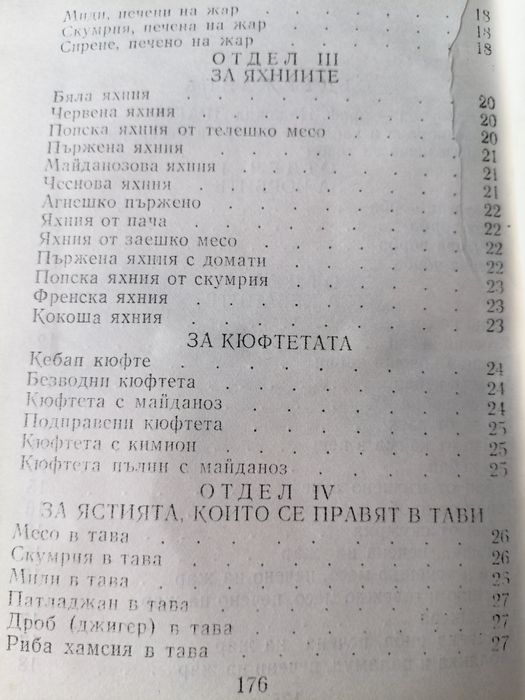 Миди, печени на жар . . . . . . 18
Скумрия, печена на жар . . . . . 18
Сирене, печено на жар . . . . . 18
ОТДЕЛ III
ЗА ЯХНИИТЕ
Бяла яхния . . . . . . . . 20
Червена яхния . . . . . . . 20
Попска яхния от телешко месо . . . . 20
Пържена яхния . . . . . . . 21
Майданозова яхния . . . . . . 21
Чеснова яхния . . . . . . . 21
Агнешко пържено . . . . . . 22
Яхния от пача . . . . . . . 22
Яхния от заешко месо . . . . . . 22
Пържена яхния с домати . . . . . 22
Попска яхния от скумрия . . . . . 23
Френска яхния . . . . . . . 23
Кокоша яхния . . . . . . . 23
ЗА КЮФТЕТАТА
Кебап кюфте . . . . . . . 24
Безводни кюфтета . . . . . . 24
Кюфтета с майданоз . . . . . . 24
Подправени кюфтета . . . . . . 25
Кюфтета с кимион . . . . . . 25
Кюфтета пълни с майданоз . . . . . 25
ОТДЕЛ IV
ЗА ЯСТИЯТА, КОИТО СЕ ПРАВЯТ В ТАВИ
Месо в тава . . . . . . . . 26
Скумрия в тава . . . . . . . 26
Миди в тава . . . . . . . 26
Патладжан в тава . . . . . . 27
Дроб (джигер) в тава . . . . . . 27
Риба хамсия в тава . . . . . . 27
176